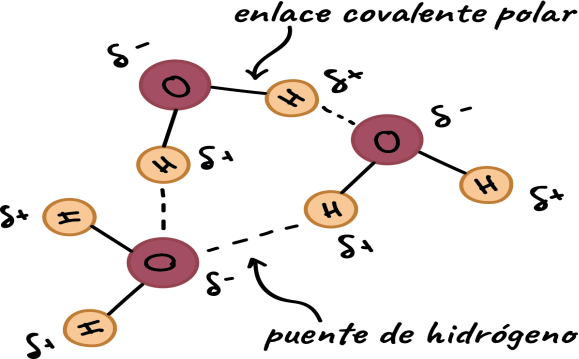 enlace covalente polar
δ-
O
H
δ+
δ-
O
H
δ+
H
δ+
H
δ+
H
δ+
O
δ-
H
δ+
puente de hidrógeno